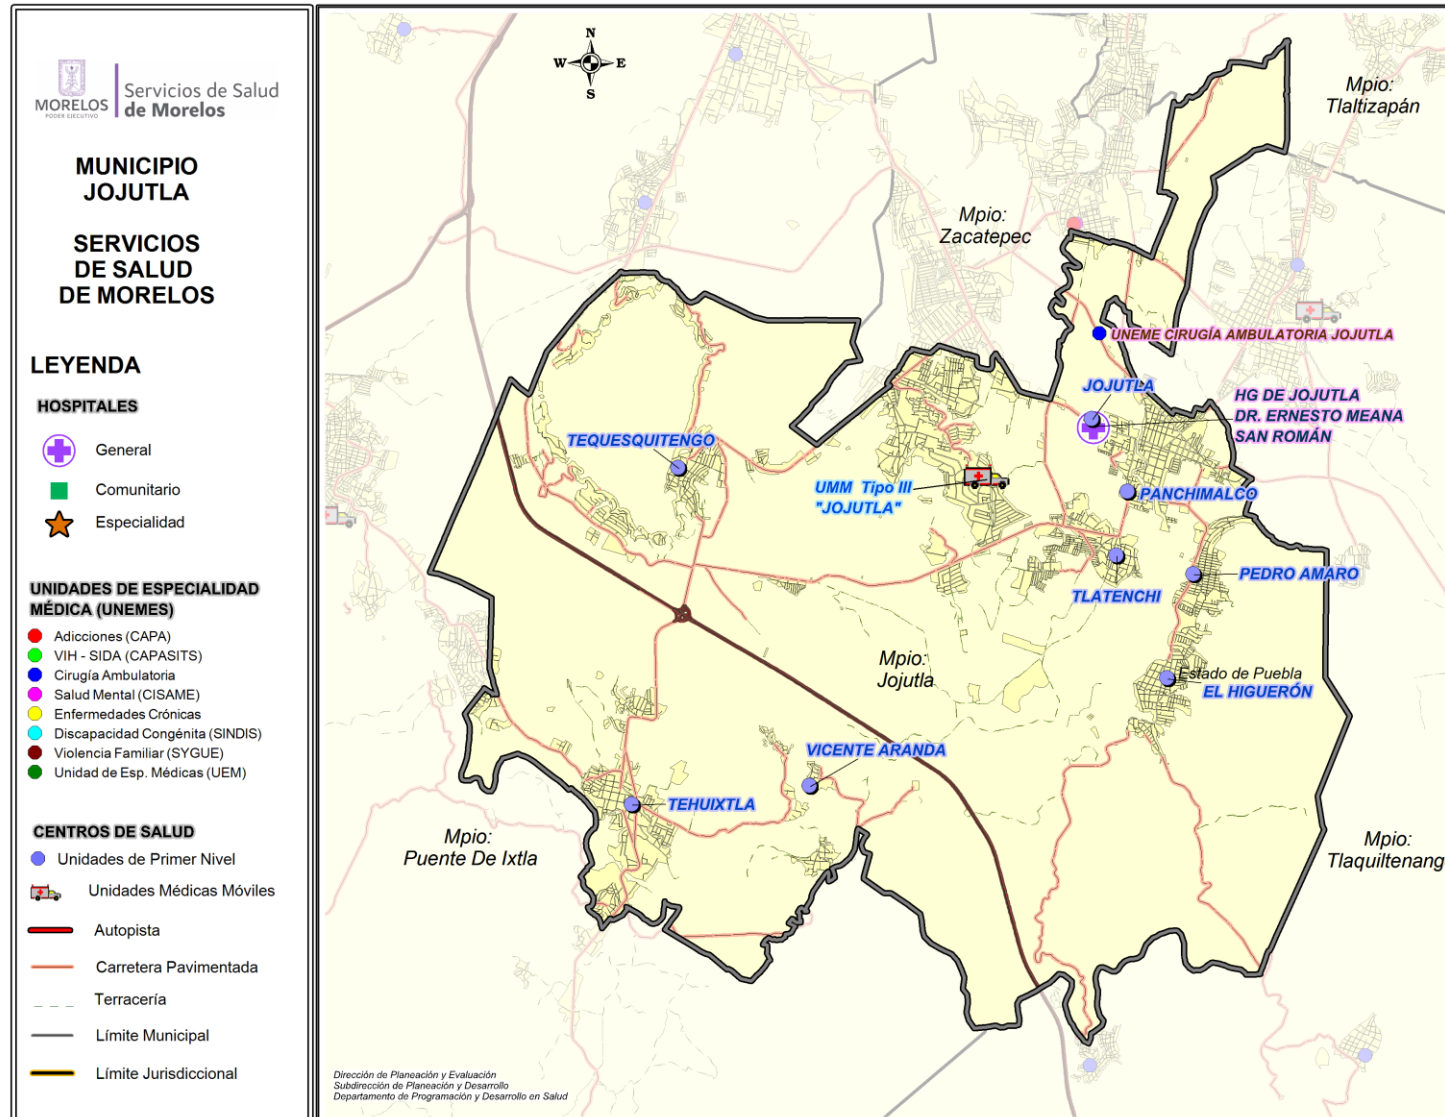 MORELOS
PODER EJECUTIVO
Servicios de Salud
de Morelos
MUNICIPIO
JOJUTLA
SERVICIOS
DE SALUD
DE MORELOS
LEYENDA
HOSPITALES
General
Comunitario
Especialidad
UNIDADES DE ESPECIALIDAD
MÉDICA (UNEMES)
Adicciones (CAPA)
VIH - SIDA (CAPASITS)
Cirugía Ambulatoria
Salud Mental (CISAME)
Enfermedades Crónicas
Discapacidad Congénita (SINDIS)
Violencia Familiar (SYGUE)
Unidad de Esp. Médicas (UEM)
CENTROS DE SALUD
Unidades de Primer Nivel
Unidades Médicas Móviles
Autopista
Carretera Pavimentada
Terracería
Límite Municipal
Límite Jurisdiccional
N
W E
S
Mpio:
Tlaltizapán
Mpio:
Zacatepec
UNEME CIRUGÍA AMBULATORIA JOJUTLA
JOJUTLA
HG DE JOJUTLA
DR. ERNESTO MEANA
SAN ROMÁN
TEQUESQUITENGO
UMM Tipo III
"JOJUTLA"
PANCHIMALCO
PEDRO AMARO
TLATENCHI
Mpio:
Jojutla
Estado de Puebla
EL HIGUERÓN
VICENTE ARANDA
TEHUIXTLA
Mpio:
Puente De Ixtla
Mpio:
Tlaquiltenang
Dirección de Planeación y Evaluación
Subdirección de Planeación y Desarrollo
Departamento de Programación y Desarrollo en Salud